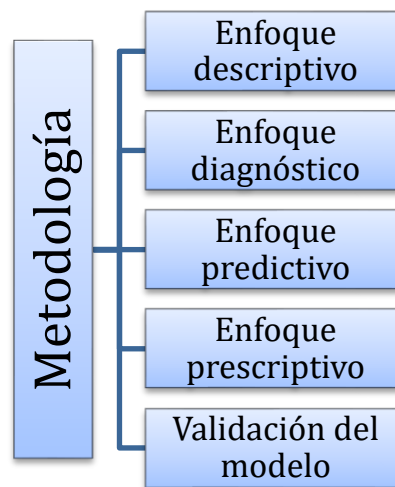 Metodología
Enfoque
descriptivo
Enfoque
diagnóstico
Enfoque
predictivo
Enfoque
prescriptivo
Validación del
modelo